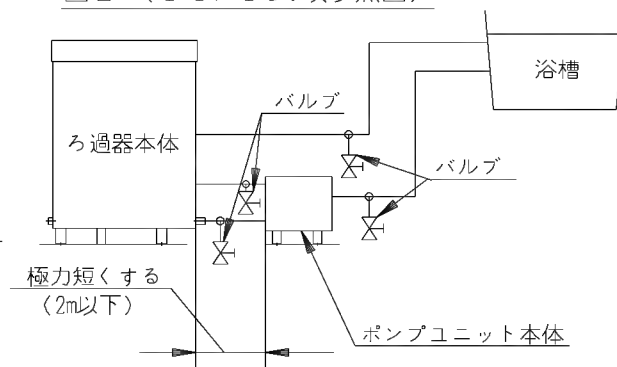 浴槽
バルブ
ろ過器本体
バルブ
極力短くする
(2m以下)
ポンプユニット本体